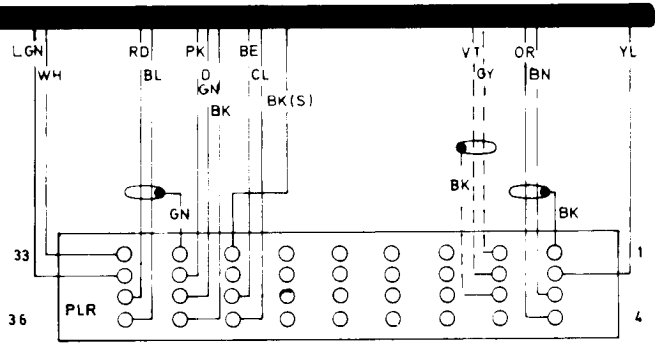 L.GN RD PK BE VT OR YL
WH BL D GN CL GY BN
BK BK(S)
BK
GN BK
33 1
PLR
36 4